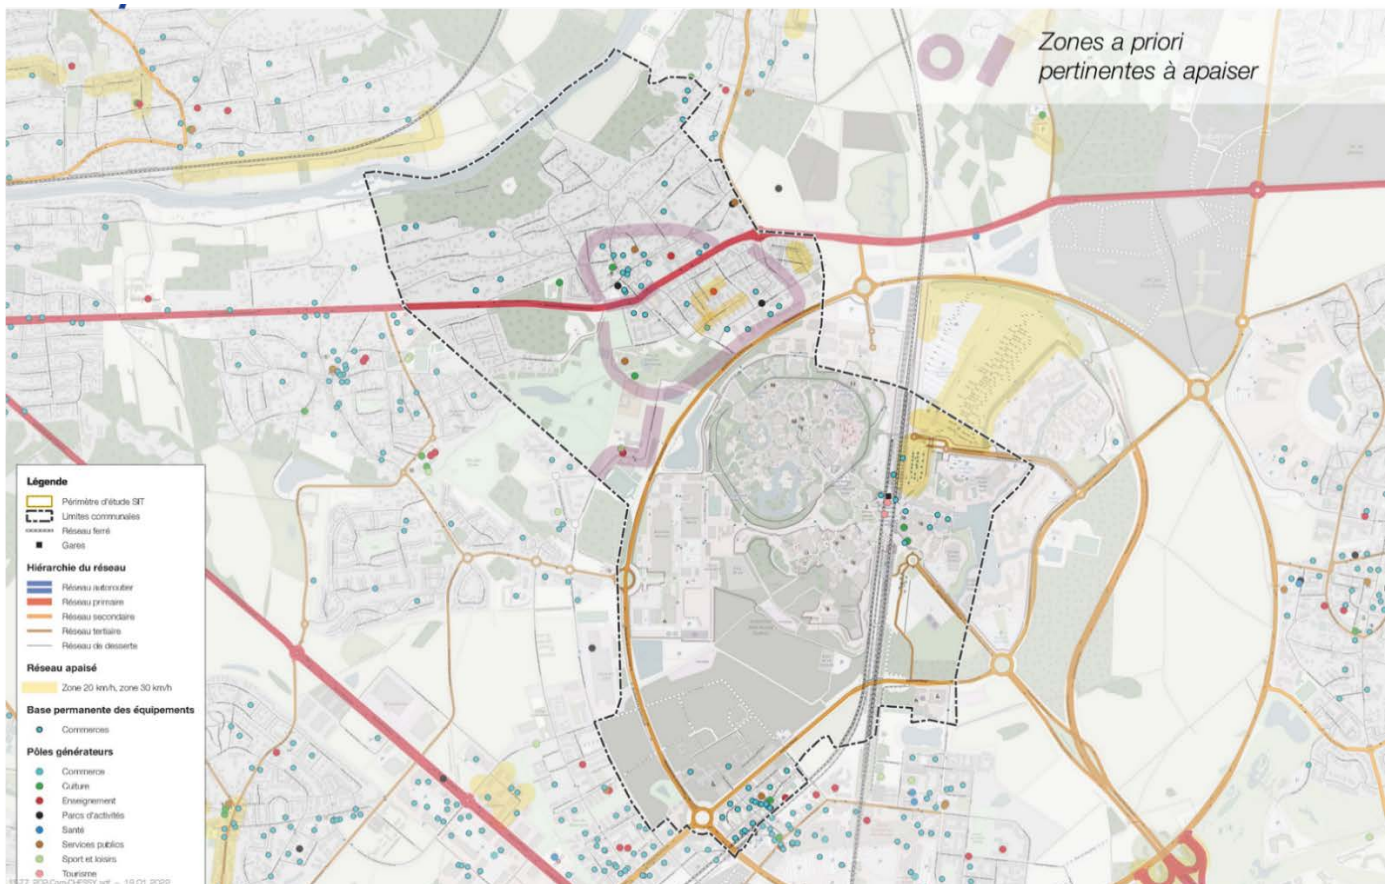 Zones a priori
pertinentes à apaiser
Légende
Périmètre d'étude SIT
Limites communales
Réseau ferré
Gares
Hiérarchie du réseau
Réseau autoroutier
Réseau primaire
Réseau secondaire
Réseau tertiaire
Réseau de desserte
Réseau apaisé
Zone 20 km/h, zone 30 km/h
Base permanente des équipements
Commerces
Pôles générateurs
Commerce
Culture
Enseignement
Parcs d'activités
Santé
Services publics
Sport et loisirs
Tourisme